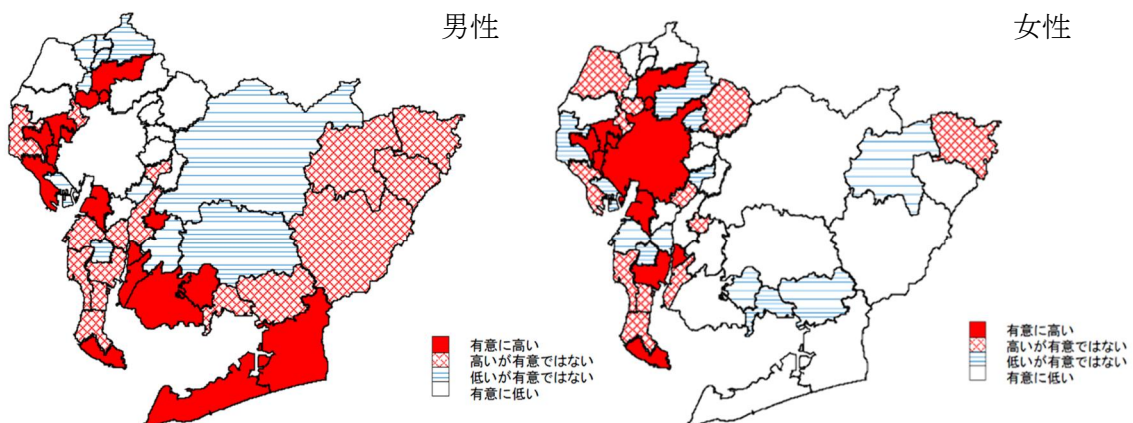 男性
女性
有意に高い
高いが有意ではない
低いが有意ではない
有意に低い
有意に高い
高いが有意ではない
低いが有意ではない
有意に低い